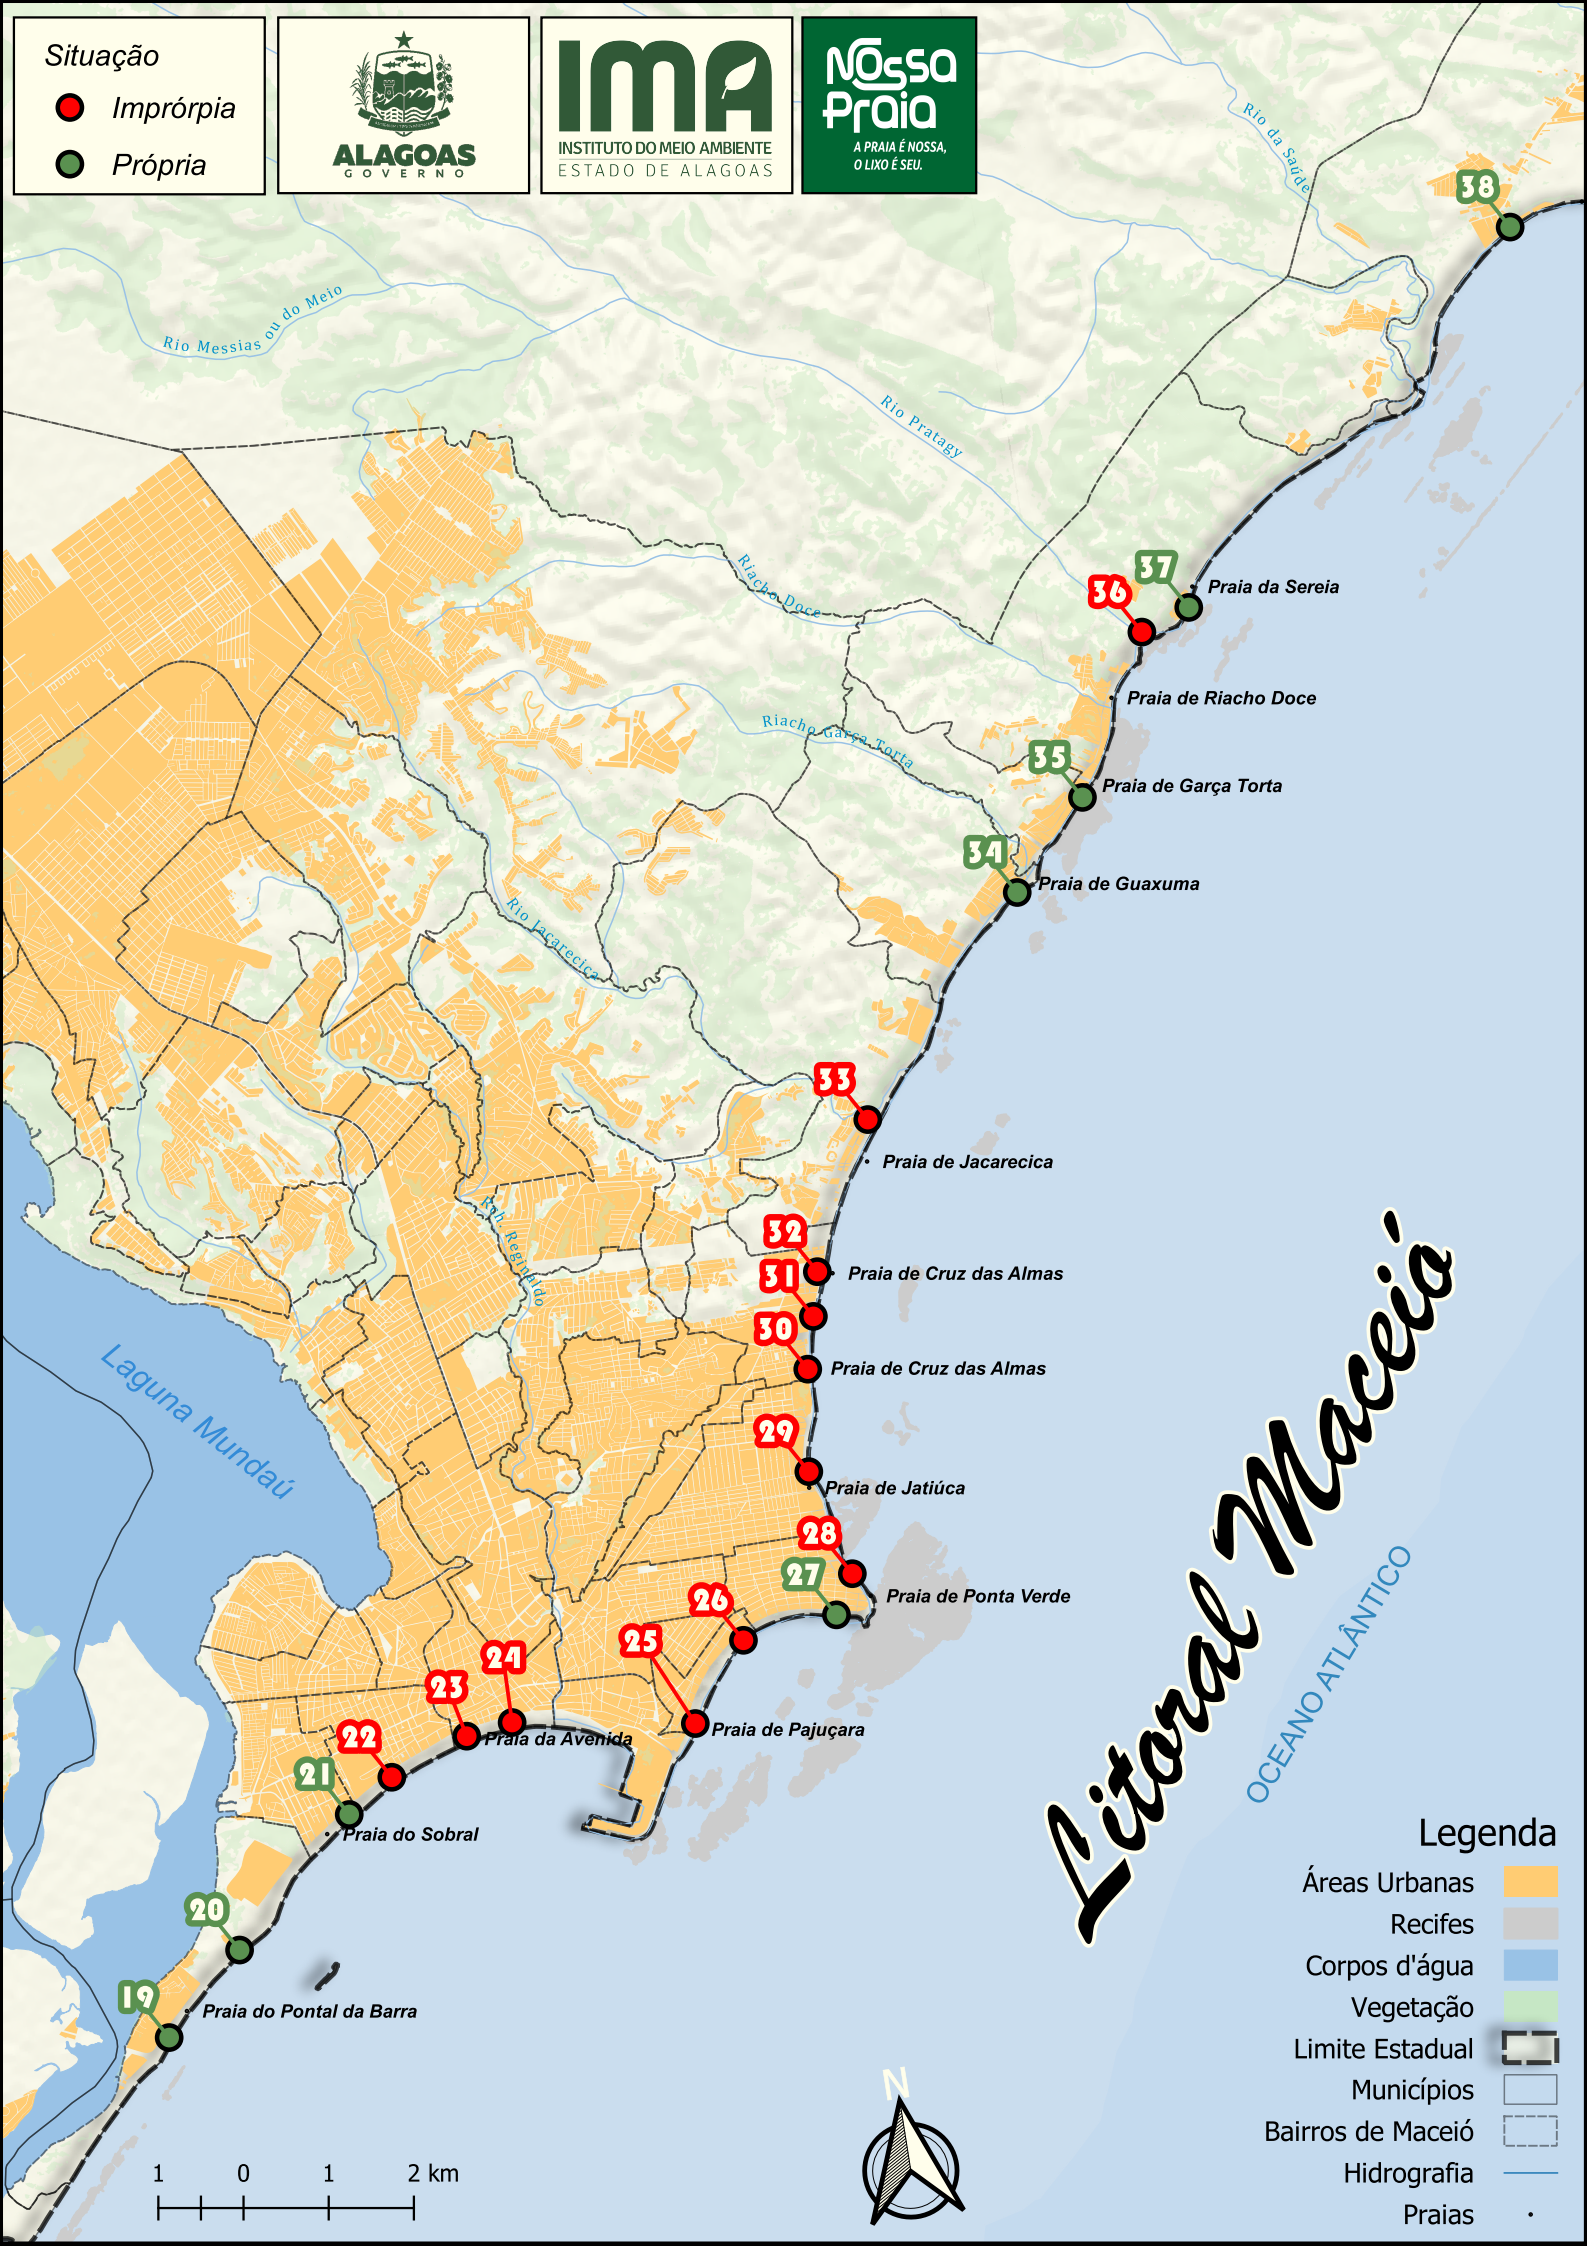 Situação
Imprórpia
Própria
ALAGOAS
GOVERNO
IMA
INSTITUTO DO MEIO AMBIENTE
ESTADO DE ALAGOAS
Nossa
Praia
A PRAIA É NOSSA,
O LIXO É SEU.
Rio da Saúde
38
Rio Messias ou do Meio
Rio Pratagy
Riacho Doce
37
36
Praia da Sereia
Praia de Riacho Doce
Riacho Garça Torta
35
Praia de Garça Torta
34
Praia de Guaxuma
Rio Jacarecica
33
Praia de Jacarecica
Rch. Reginaldo
32
Praia de Cruz das Almas
31
30
Praia de Cruz das Almas
Laguna Mundaú
29
Praia de Jatiúca
28
27
Praia de Ponta Verde
26
25
24
23
Praia de Pajuçara
Praia da Avenida
22
21
Praia do Sobral
20
19
Praia do Pontal da Barra
Litoral Maceió
OCEANO ATLÂNTICO
Legenda
Áreas Urbanas
Recifes
Corpos d'água
Vegetação
Limite Estadual
Municípios
Bairros de Maceió
Hidrografia
Praias
N
1 0 1 2 km